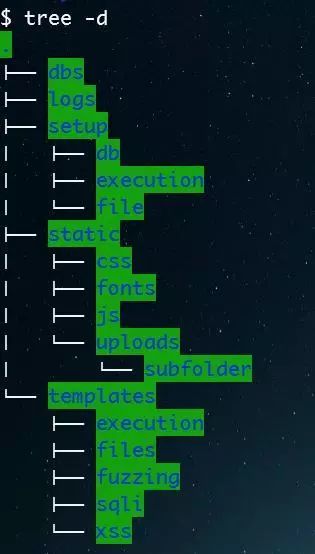 $ tree -d
.
├── dbs
├── logs
├── setup
│   ├── db
│   ├── execution
│   └── file
├── static
│   ├── css
│   ├── fonts
│   ├── js
│   └── uploads
│       └── subfolder
└── templates
    ├── execution
    ├── files
    ├── fuzzing
    ├── sqli
    └── xss